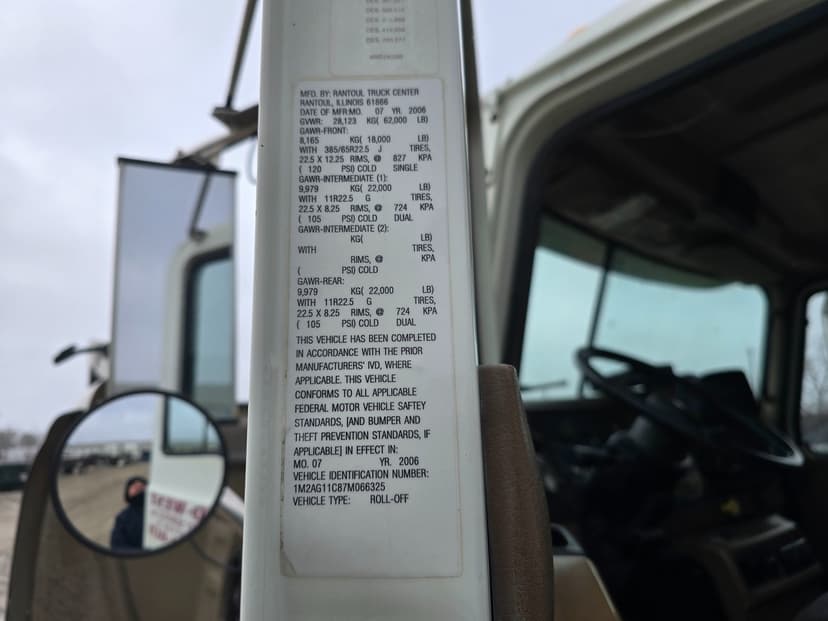 MFD. BY: RANTOUL TRUCK CENTER
RANTOUL, ILLINOIS 61866
DATE OF MFR:MO. 07 YR. 2006
GVWR: 28,123 KG( 62,000 LB)
GAWR-FRONT:
8,165 KG( 18,000 LB)
WITH 385/65R22.5 J TIRES,
22.5 X 12.25 RIMS, @ 827 KPA
( 120 PSI) COLD SINGLE
GAWR-INTERMEDIATE (1):
9,979 KG( 22,000 LB)
WITH 11R22.5 G TIRES,
22.5 X 8.25 RIMS, @ 724 KPA
( 105 PSI) COLD DUAL
GAWR-INTERMEDIATE (2):
KG( LB)
WITH TIRES,
RIMS, @ KPA
( PSI) COLD
GAWR-REAR:
9,979 KG( 22,000 LB)
WITH 11R22.5 G TIRES,
22.5 X 8.25 RIMS, @ 724 KPA
( 105 PSI) COLD DUAL
THIS VEHICLE HAS BEEN COMPLETED
IN ACCORDANCE WITH THE PRIOR
MANUFACTURERS' IVD, WHERE
APPLICABLE. THIS VEHICLE
CONFORMS TO ALL APPLICABLE
FEDERAL MOTOR VEHICLE SAFTEY
STANDARDS, [AND BUMPER AND
THEFT PREVENTION STANDARDS, IF
APPLICABLE] IN EFFECT IN:
MO. 07 YR. 2006
VEHICLE IDENTIFICATION NUMBER:
1M2AG11C87M066325
VEHICLE TYPE: ROLL-OFF